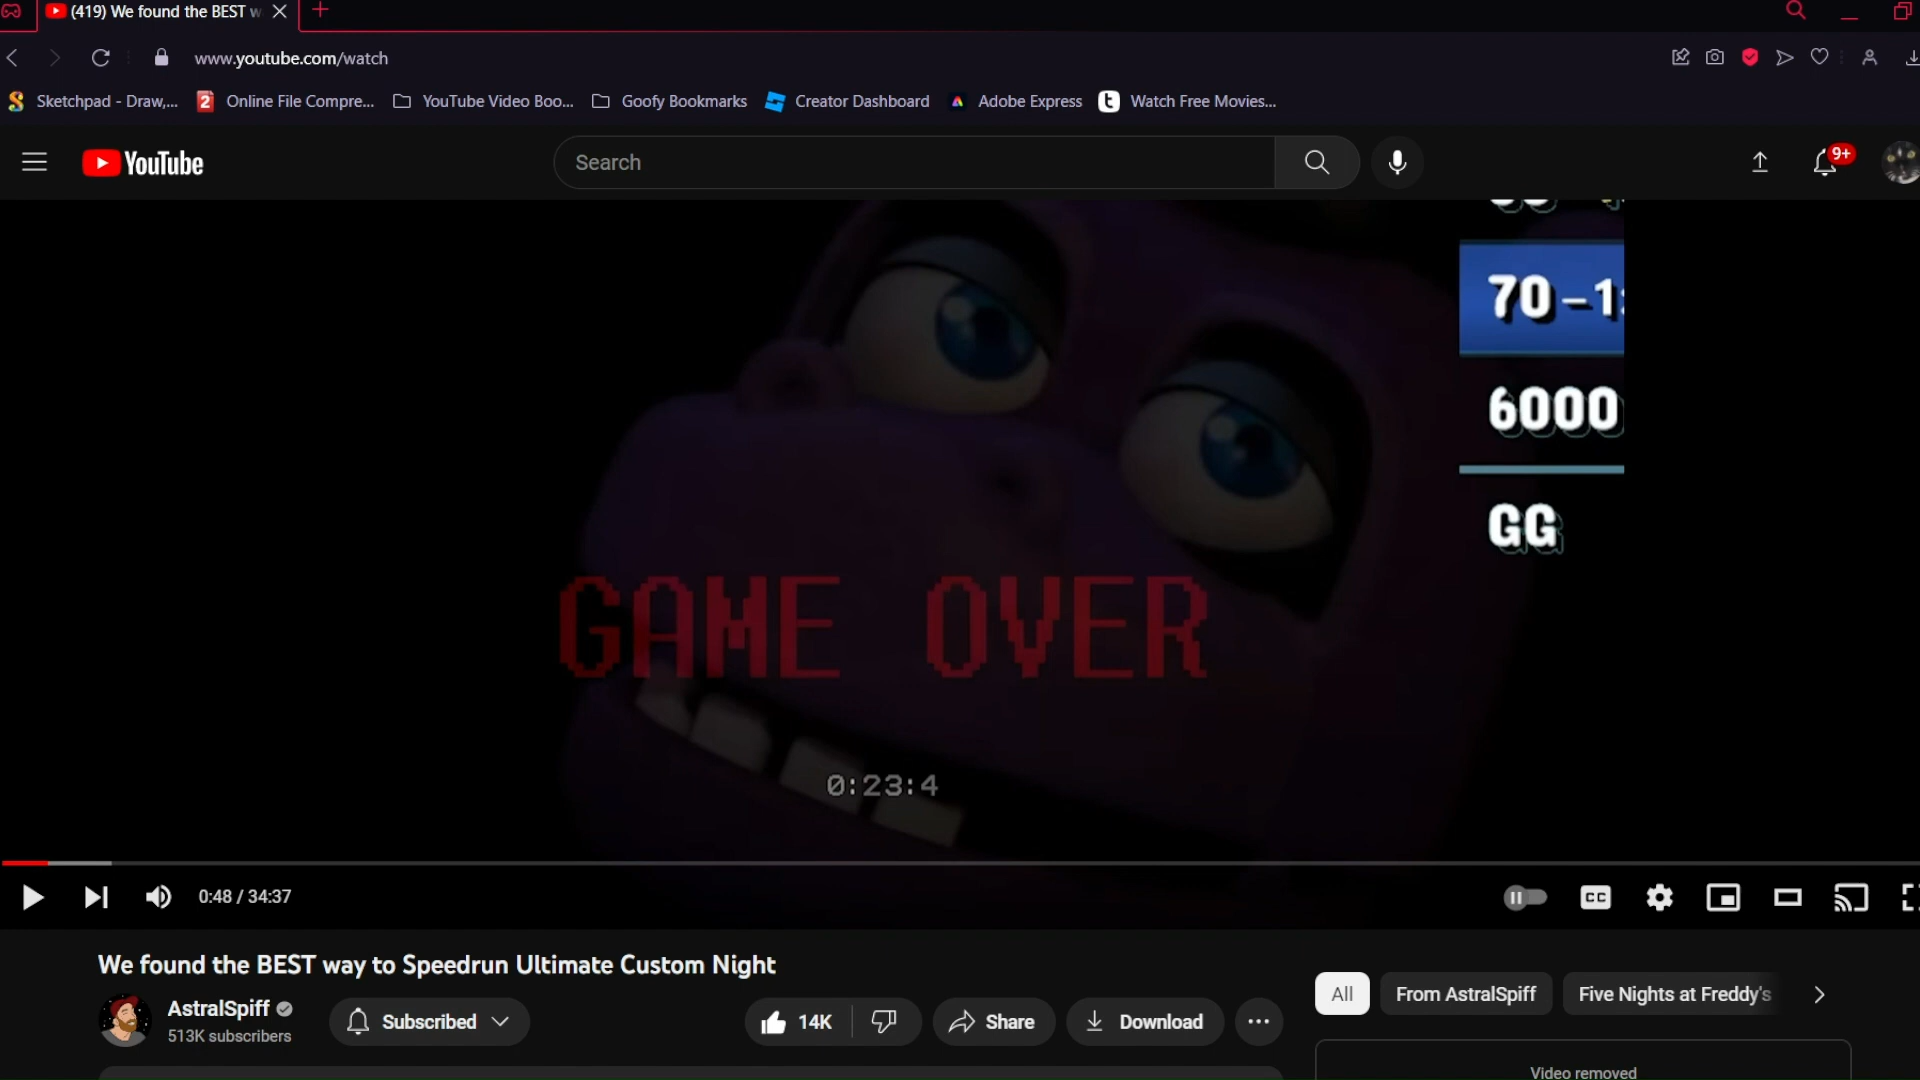 (419) We found the BEST w
www.youtube.com/watch
Sketchpad - Draw,... Online File Compre... YouTube Video Boo... Goofy Bookmarks Creator Dashboard Adobe Express Watch Free Movies...
YouTube
Search
9+
70 -1
6000
GG
GAME OVER
0:23:4
0:48 / 34:37
CC
We found the BEST way to Speedrun Ultimate Custom Night
AstralSpiff
513K subscribers
Subscribed
14K
Share
Download
All
From AstralSpiff
Five Nights at Freddy's
Video removed